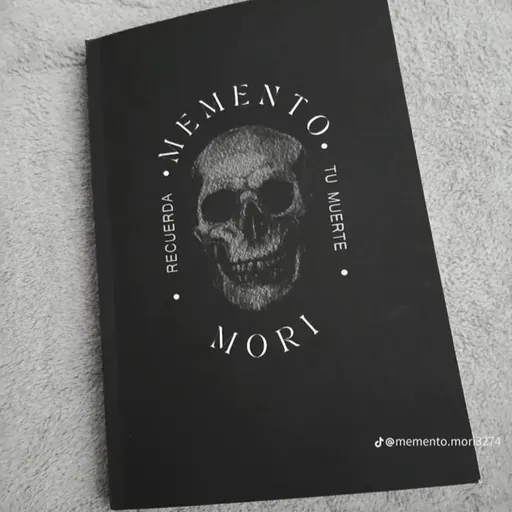 MEMENTO
RECUERDA
TU MUERTE
MORI
@memento.mori3274